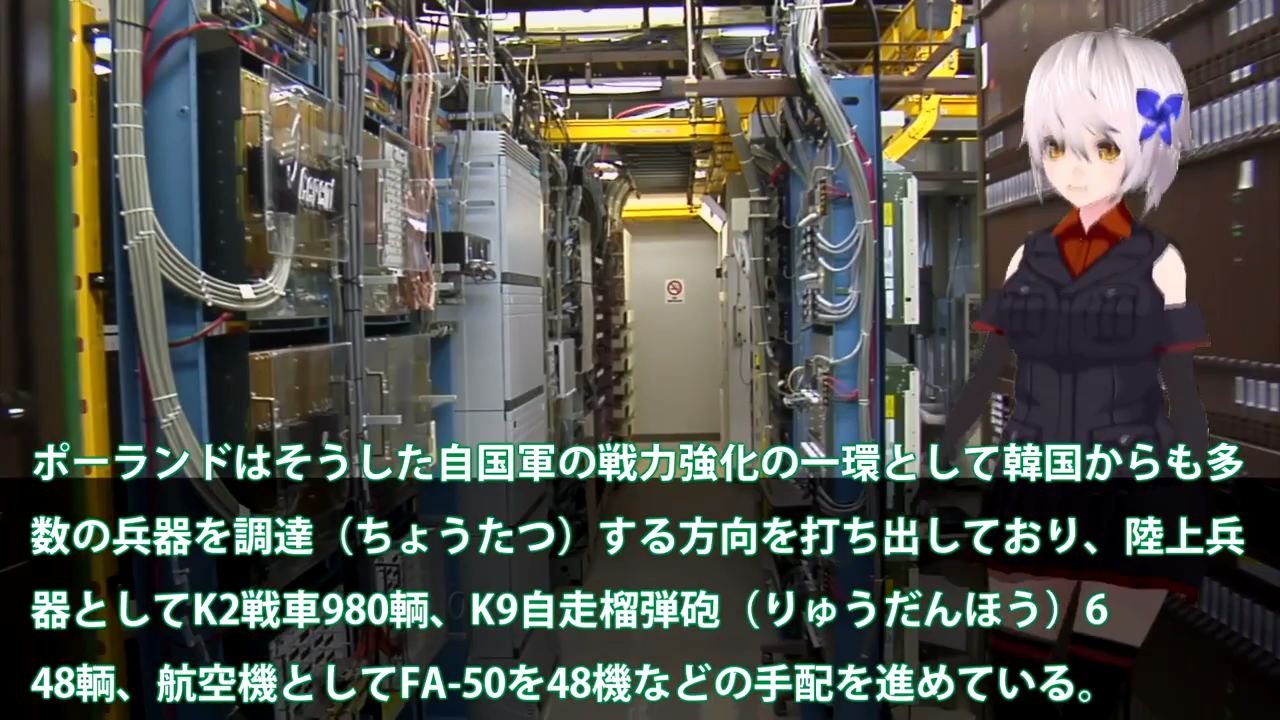 ポーランドはそうした自国軍の戦力強化の一環として韓国からも多
数の兵器を調達（ちょうたつ）する方向を打ち出しており、陸上兵
器としてK2戦車980輌、K9自走榴弾砲（りゅうだんほう）6
48輌、航空機としてFA-50を48機などの手配を進めている。